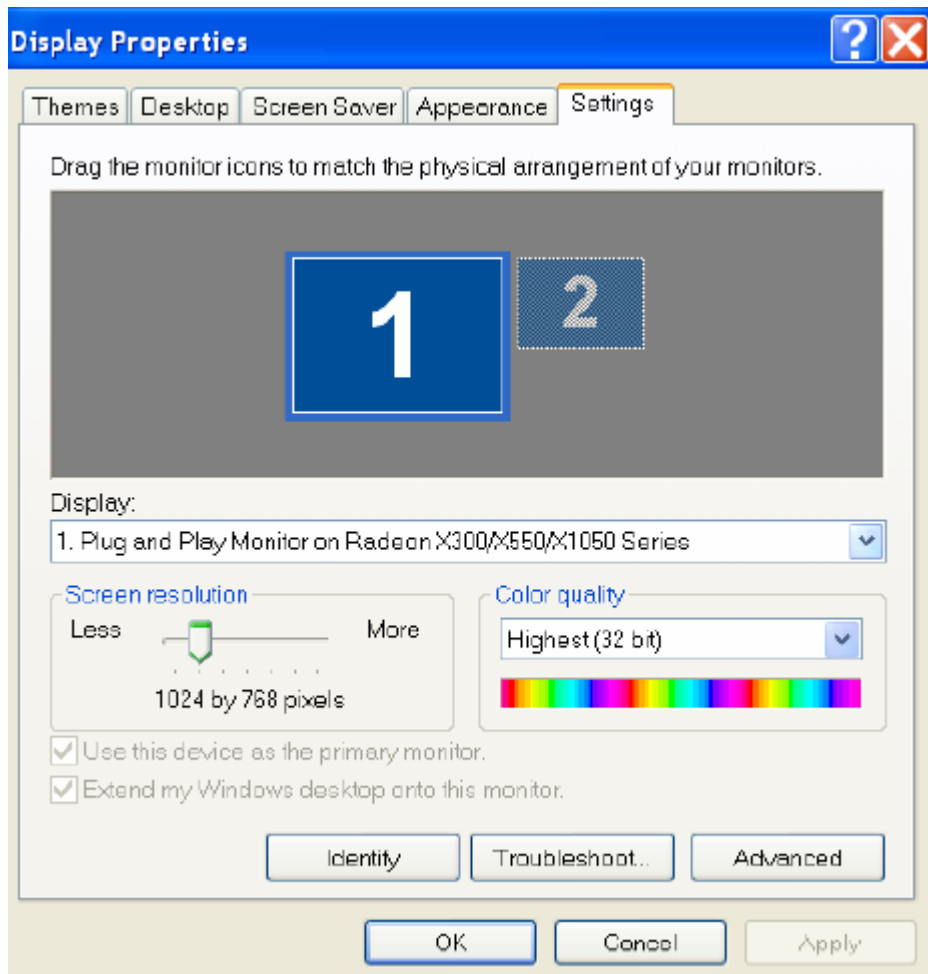 Display Properties
?
Themes Desktop Screen Saver Appearance Settings
Drag the monitor icons to match the physical arrangement of your monitors.
1 2
Display:
1. Plug and Play Monitor on Radeon X300/X550/X1050 Series
Screen resolution Color quality
Less More Highest (32 bit)
1024 by 768 pixels
Use this device as the primary monitor.
Extend my Windows desktop onto this monitor.
Identify Troubleshoot... Advanced
OK Cancel Apply